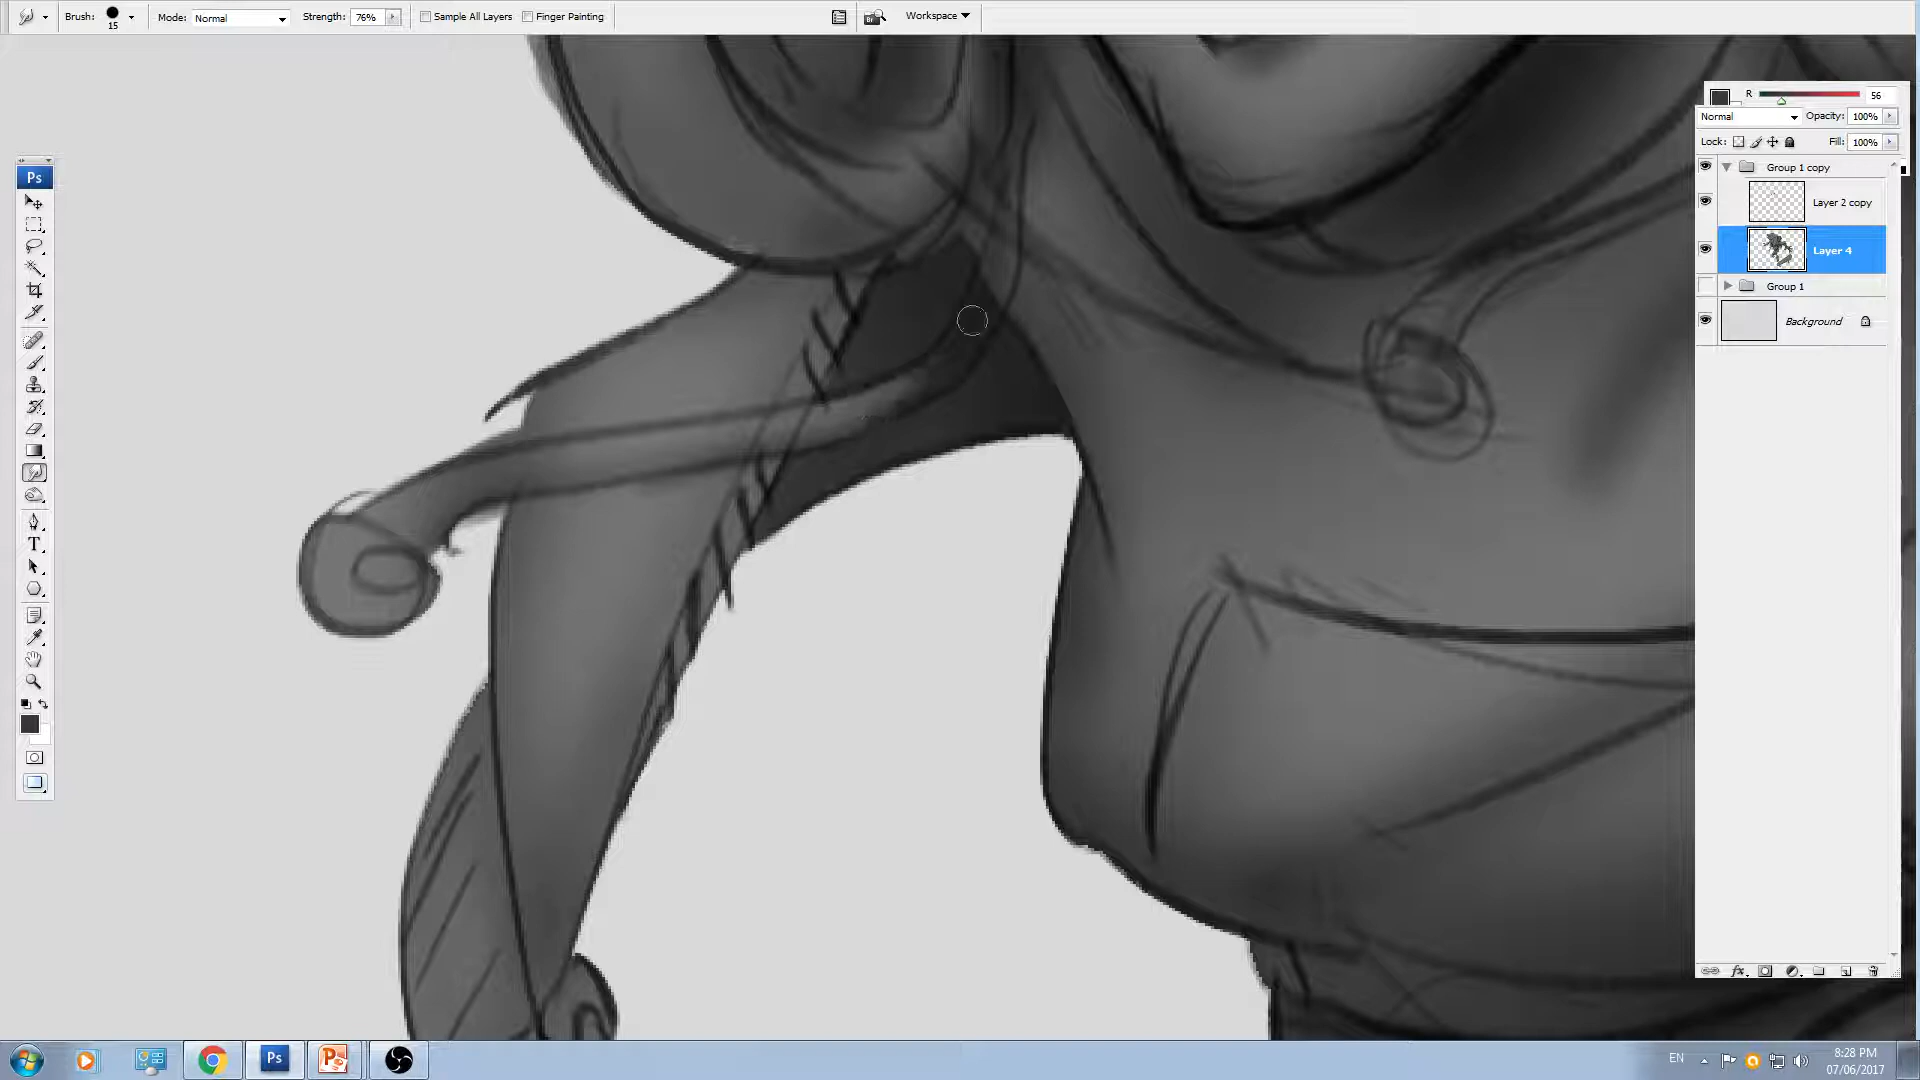 Brush: 15 Mode: Normal Strength: 76% Sample All Layers Finger Painting Workspace
R 56
Normal Opacity: 100%
Lock: Fill: 100%
Ps
Group 1 copy
Layer 2 copy
Layer 4
Group 1
Background
T
fx
Ps
EN 8:28 PM
07/06/2017